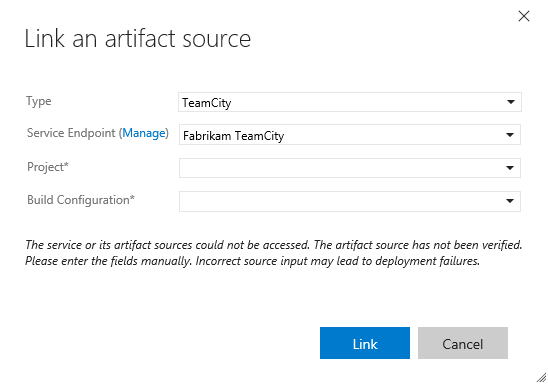 Link an artifact source
Type
TeamCity
Service Endpoint (Manage)
Fabrikam TeamCity
Project*
Build Configuration*
The service or its artifact sources could not be accessed. The artifact source has not been verified.
Please enter the fields manually. Incorrect source input may lead to deployment failures.
Link
Cancel